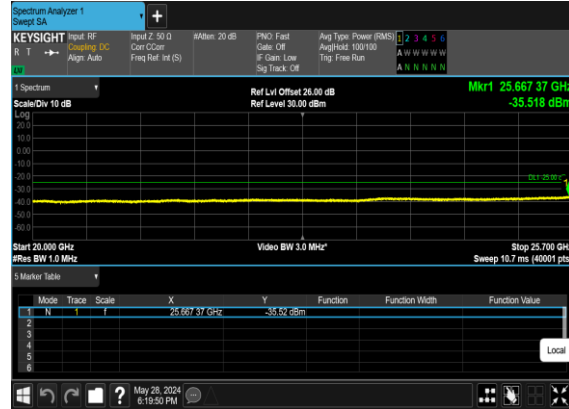 Spectrum Analyzer 1
Swept SA
+
KEYSIGHT Input: RF Input Z: 50 Ω #Atten: 20 dB PNO: Fast Avg Type: Power (RMS) 1 2 3 4 5 6
R T Coupling: DC Corr CCorr Gate: Off Avg|Hold: 100/100 A W W W W W
Align: Auto Freq Ref: Int (S) IF Gain: Low Trig: Free Run
LM Sig Track: Off A N N N N N
1 Spectrum Ref Lvl Offset 26.00 dB Mkr1 25.667 37 GHz
Scale/Div 10 dB Ref Level 30.00 dBm -35.518 dBm
Log
20.0
10.0
0.00
-10.0
-20.0
DL1 -25.00
-30.0
-40.0
-50.0
-60.0
Start 20.000 GHz Video BW 3.0 MHz* Stop 25.700 GHz
#Res BW 1.0 MHz Sweep 10.7 ms (40001 pts
5 Marker Table
Mode Trace Scale X Y Function Function Width Function Value
1 N 1 f 25.667 37 GHz -35.52 dBm
2
3
4
5
6
Local
? May 28, 2024
6:19:50 PM